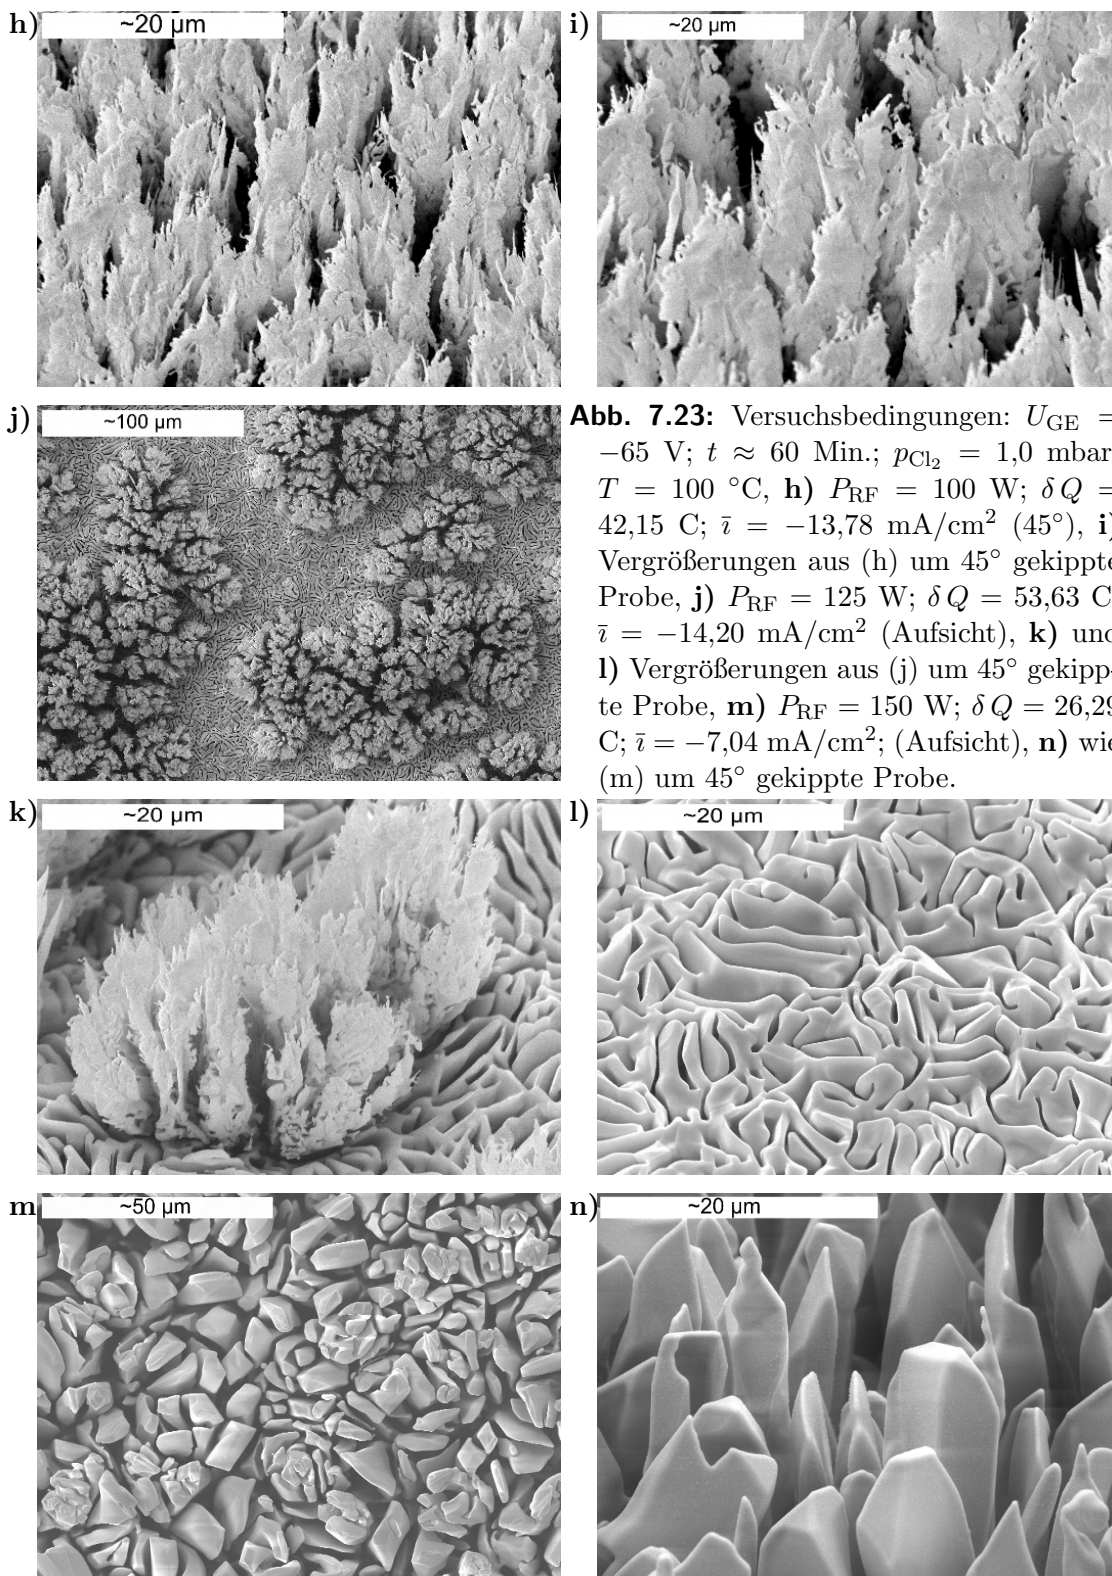 h) ~20 µm
i) ~20 µm
j) ~100 µm
Abb. 7.23: Versuchsbedingungen: U_GE =
−65 V; t ≈ 60 Min.; p_Cl₂ = 1,0 mbar
T = 100 °C, h) P_RF = 100 W; δ Q =
42,15 C; ī = −13,78 mA/cm² (45°), i)
Vergrößerungen aus (h) um 45° gekippte
Probe, j) P_RF = 125 W; δ Q = 53,63 C
ī = −14,20 mA/cm² (Aufsicht), k) und
l) Vergrößerungen aus (j) um 45° gekipp-
te Probe, m) P_RF = 150 W; δ Q = 26,29
C; ī = −7,04 mA/cm²; (Aufsicht), n) wie
(m) um 45° gekippte Probe.
k) ~20 µm
l) ~20 µm
m ~50 µm
n) ~20 µm